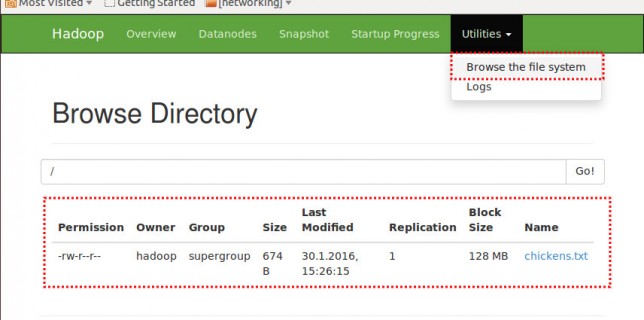 Most Visited Getting Started [networking]
Hadoop Overview Datanodes Snapshot Startup Progress Utilities
Browse the file system
Logs
Browse Directory
/ Go!
Permission Owner Group Size Last Modified Replication Block Size Name
-rw-r--r-- hadoop supergroup 674 B 30.1.2016, 15:26:15 1 128 MB chickens.txt